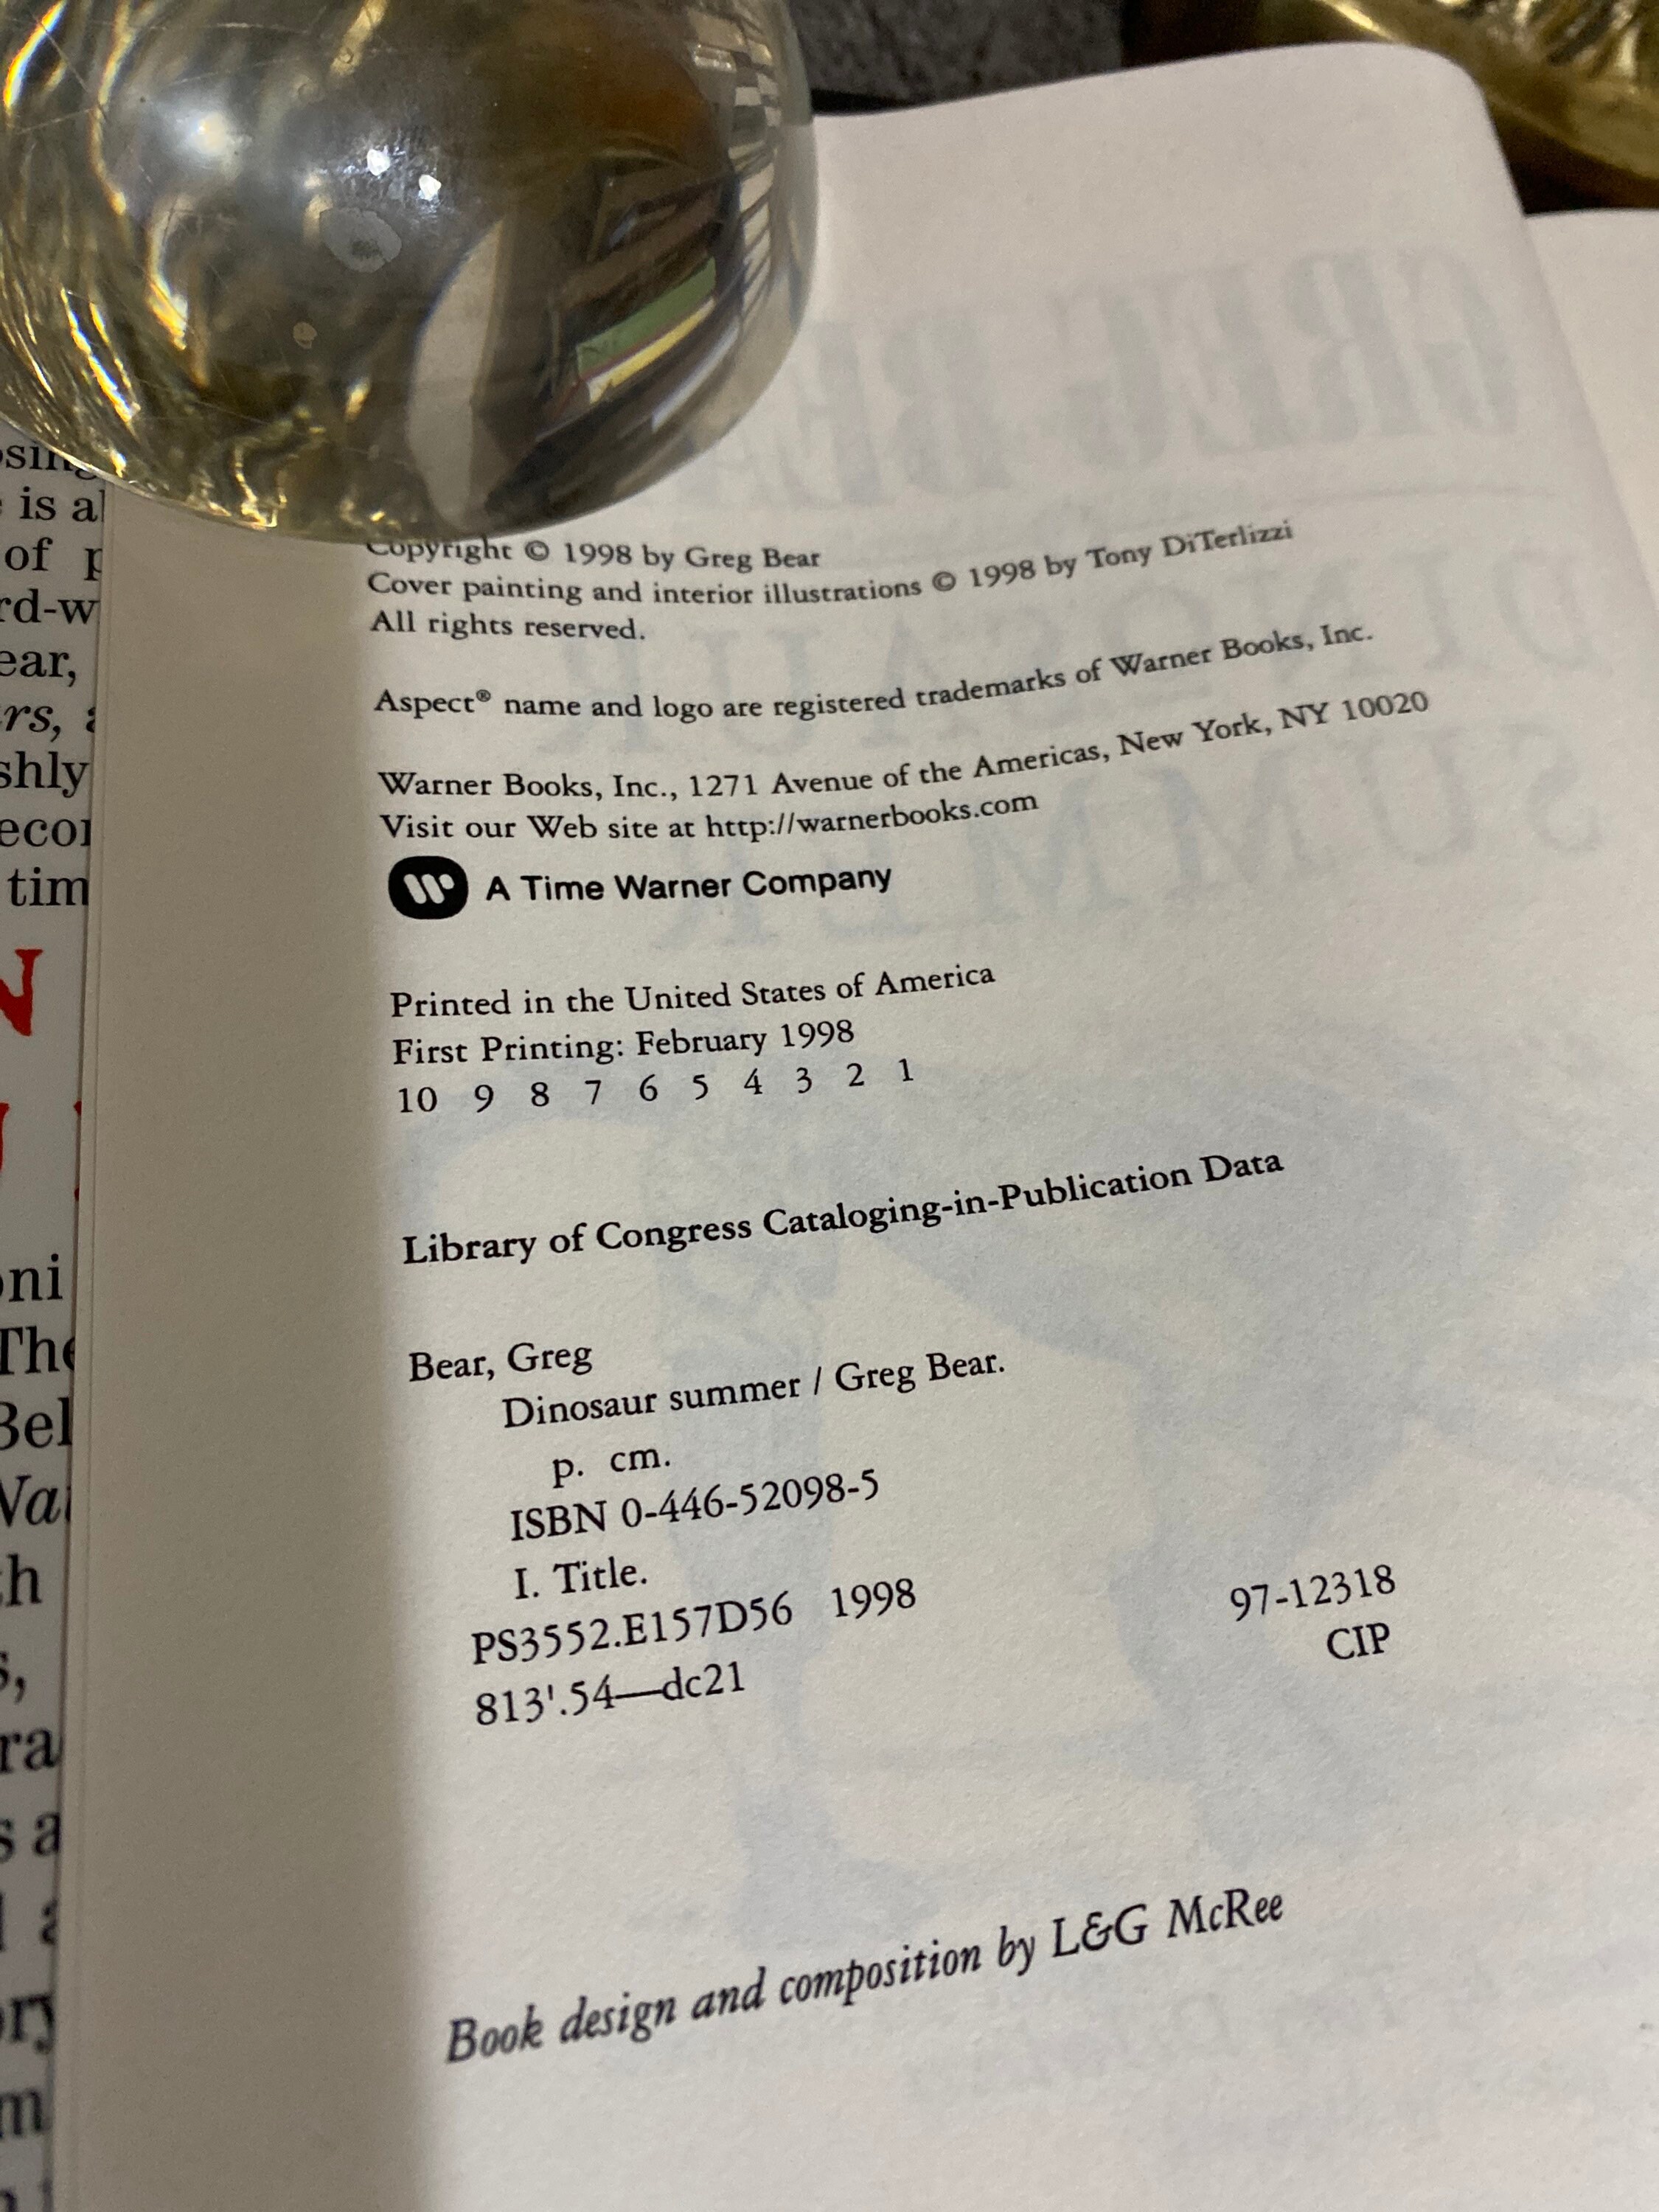 Copyright © 1998 by Greg Bear
Cover painting and interior illustrations © 1998 by Tony DiTerlizzi
All rights reserved.
Aspect® name and logo are registered trademarks of Warner Books, Inc.
Warner Books, Inc., 1271 Avenue of the Americas, New York, NY 10020
Visit our Web site at http://warnerbooks.com
A Time Warner Company
Printed in the United States of America
First Printing: February 1998
10 9 8 7 6 5 4 3 2 1
Library of Congress Cataloging-in-Publication Data
Bear, Greg
Dinosaur summer / Greg Bear.
p. cm.
ISBN 0-446-52098-5
I. Title.
PS3552.E157D56 1998 97-12318
813'.54—dc21 CIP
Book design and composition by L&G McRee
is
of
tim